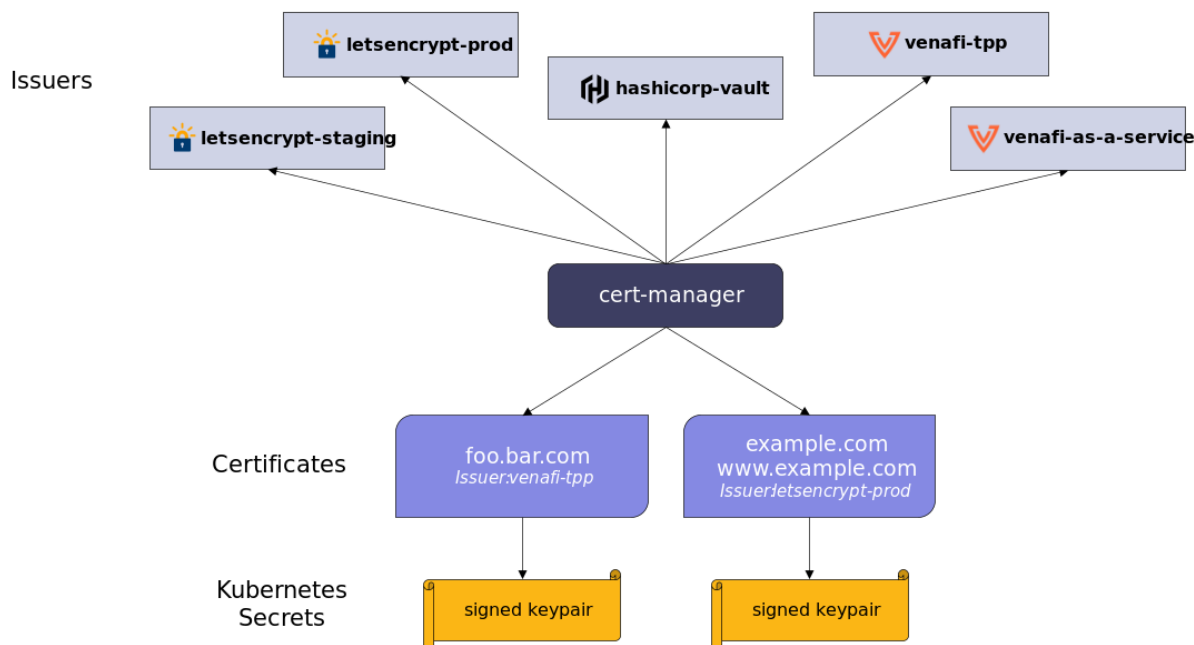 letsencrypt-prod
venafi-tpp
Issuers
hashicorp-vault
letsencrypt-staging
venafi-as-a-service
cert-manager
Certificates
foo.bar.com
Issuer:venafi-tpp
example.com
www.example.com
Issuer:letsencrypt-prod
Kubernetes
Secrets
signed keypair
signed keypair